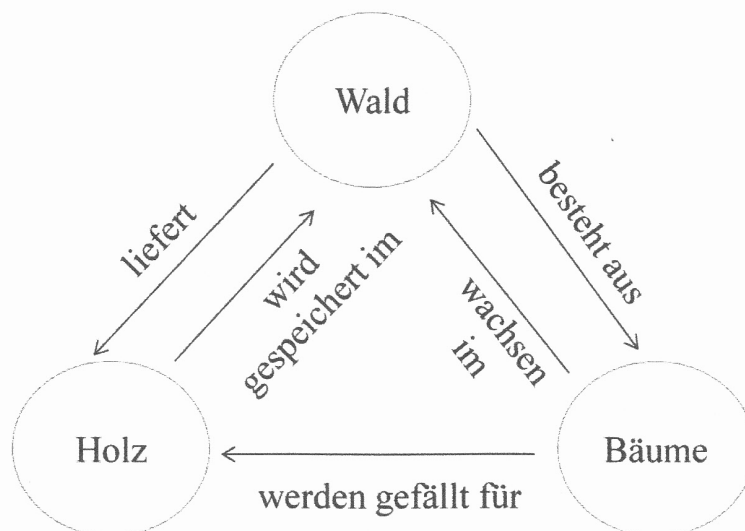 Wald
liefert
wird
gespeichert im
wachsen
im
besteht aus
Holz
Bäume
werden gefällt für